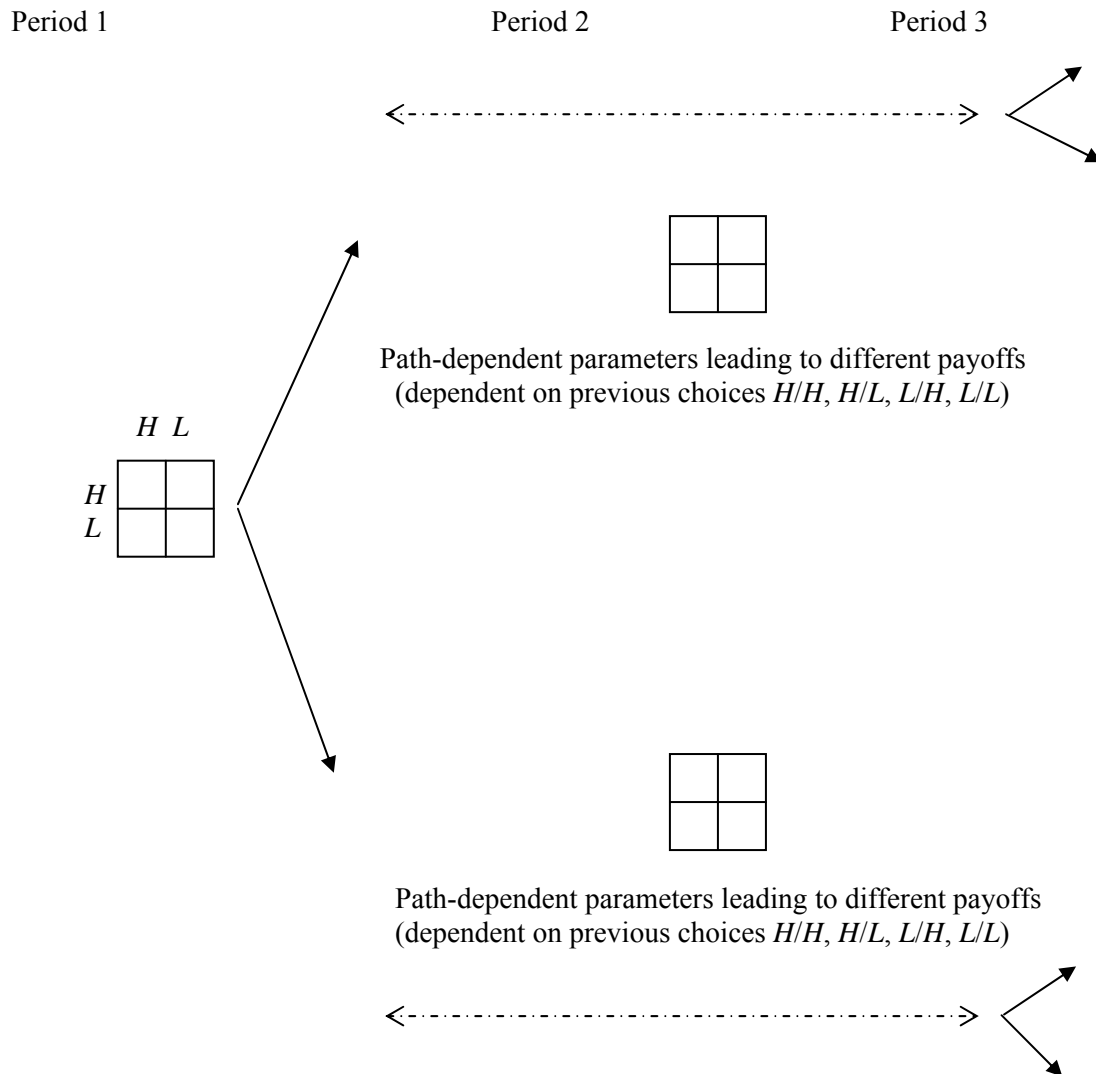 Period 1 Period 2 Period 3
Path-dependent parameters leading to different payoffs
(dependent on previous choices H/H, H/L, L/H, L/L)
H L
H
L
Path-dependent parameters leading to different payoffs
(dependent on previous choices H/H, H/L, L/H, L/L)